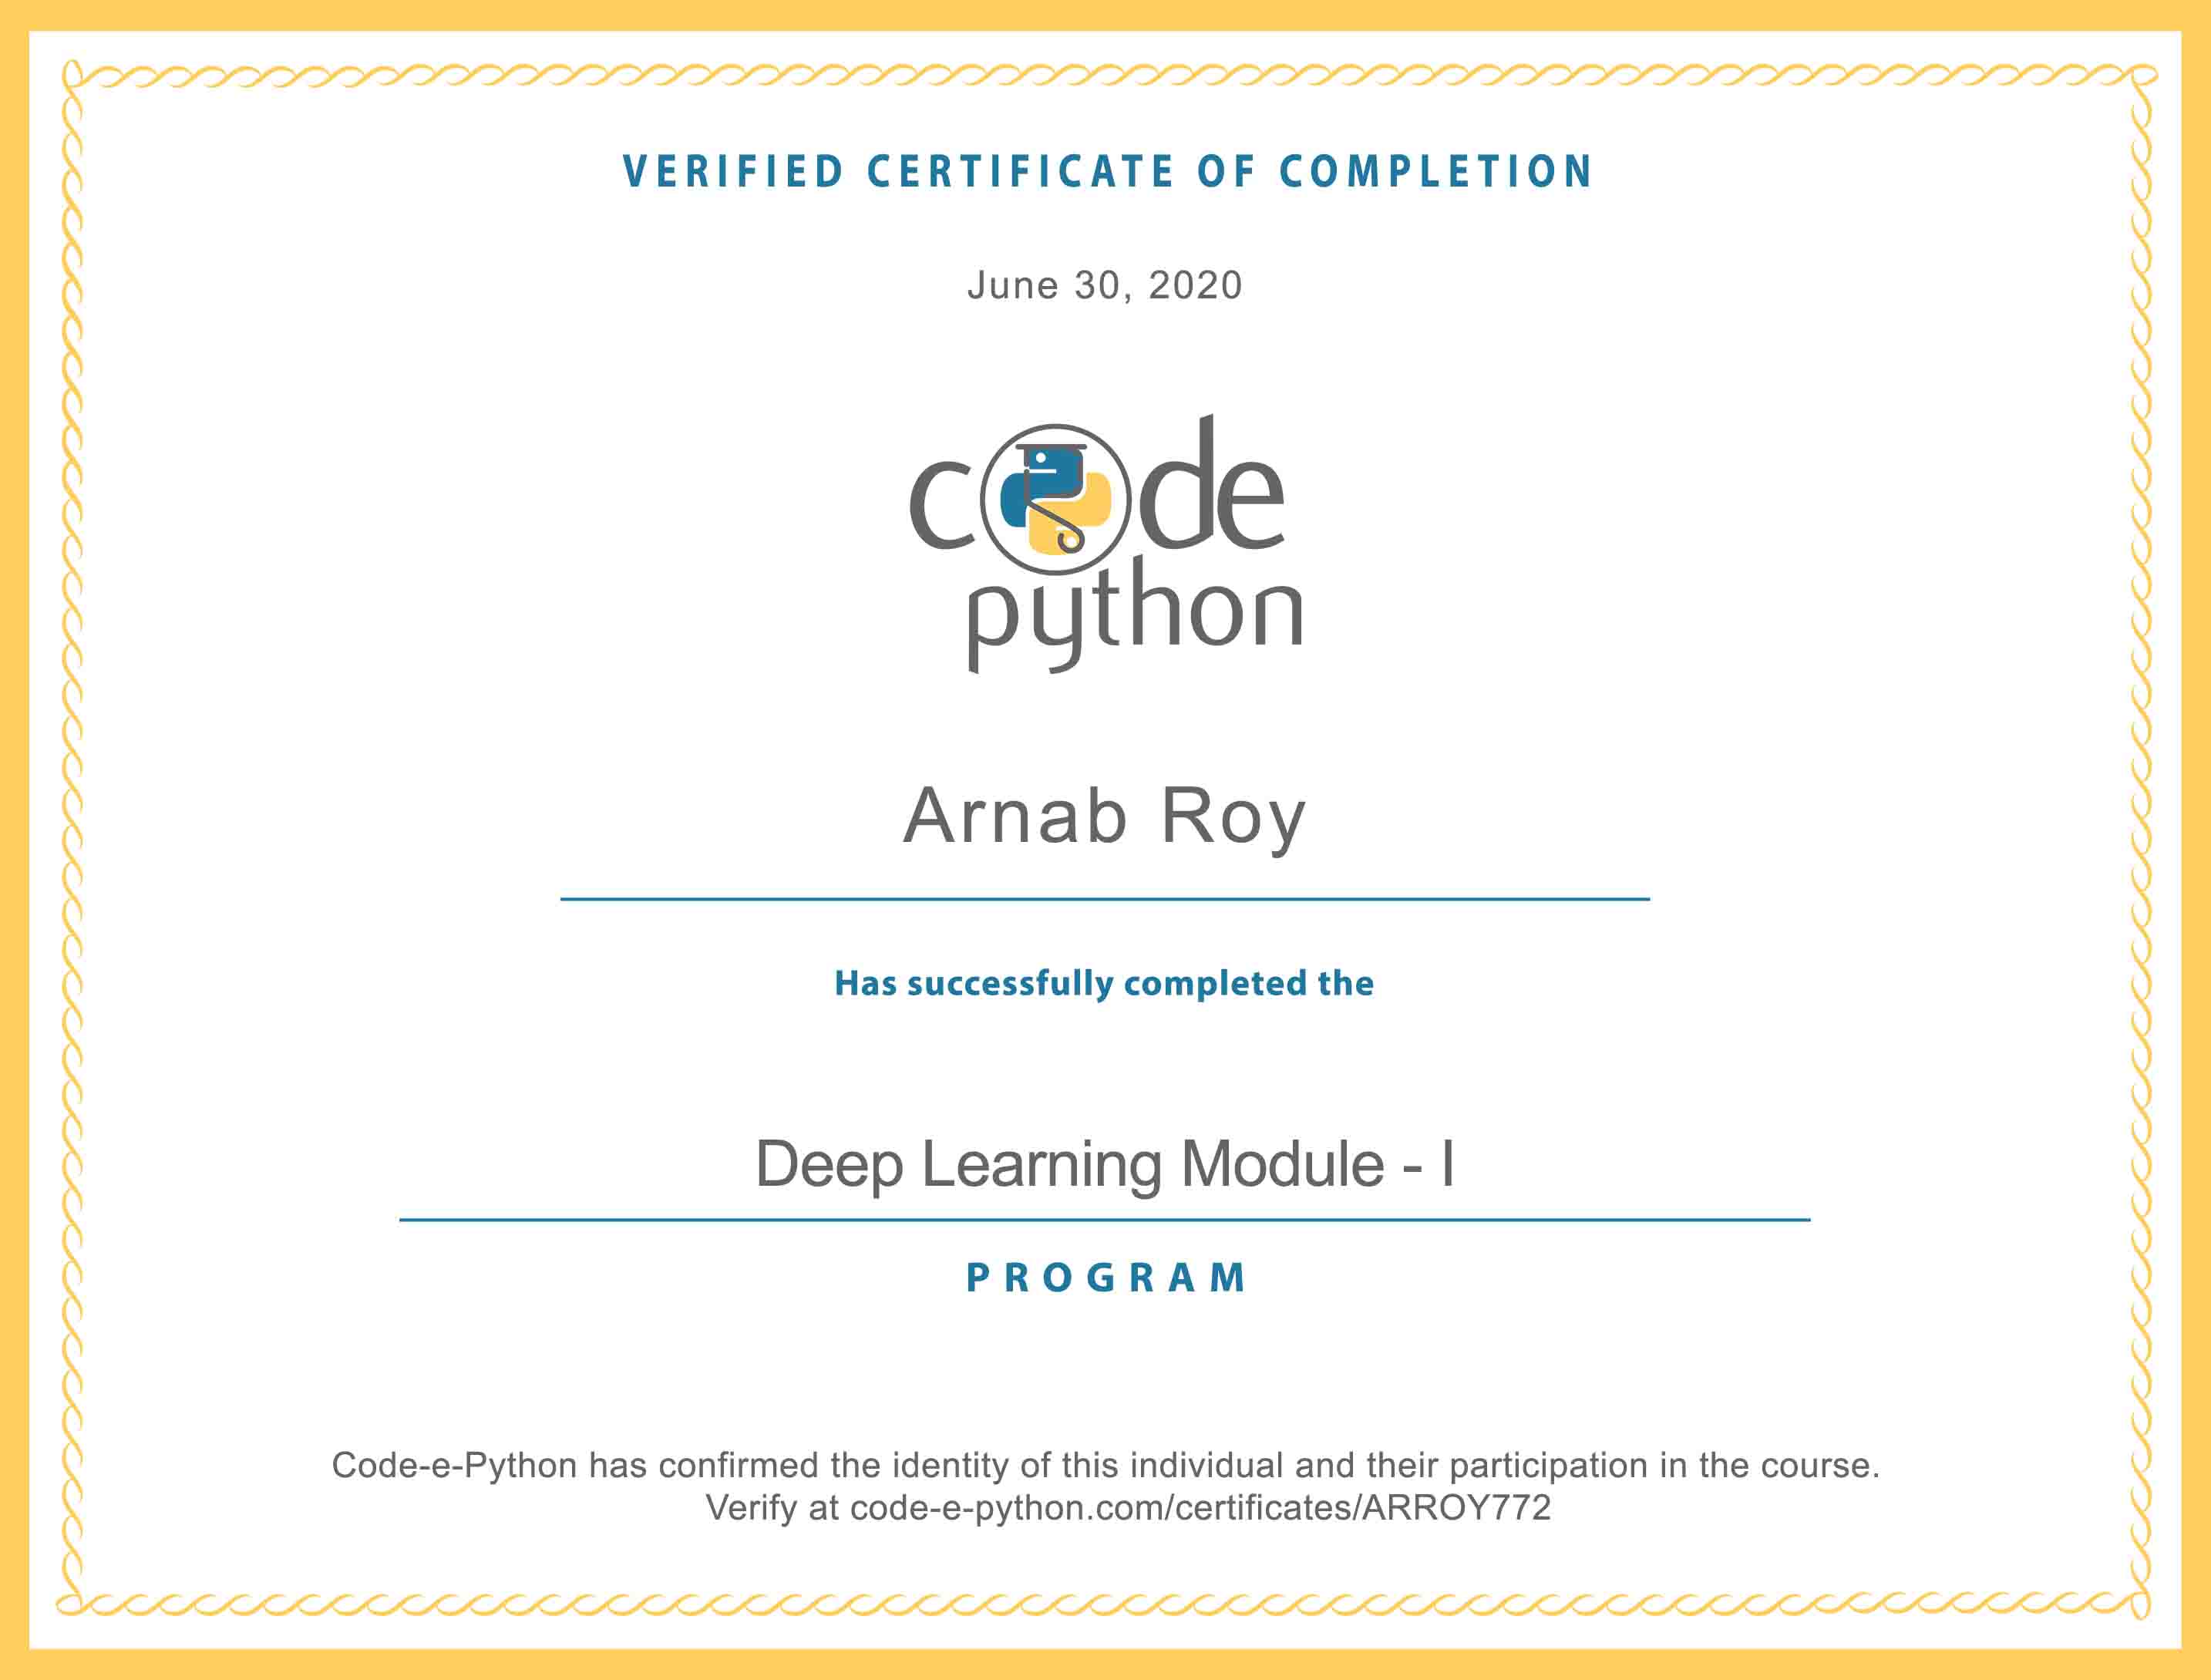 VERIFIED CERTIFICATE OF COMPLETION
June 30, 2020
code
python
Arnab Roy
Has successfully completed the
Deep Learning Module - I
PROGRAM
Code-e-Python has confirmed the identity of this individual and their participation in the course.
Verify at code-e-python.com/certificates/ARROY772